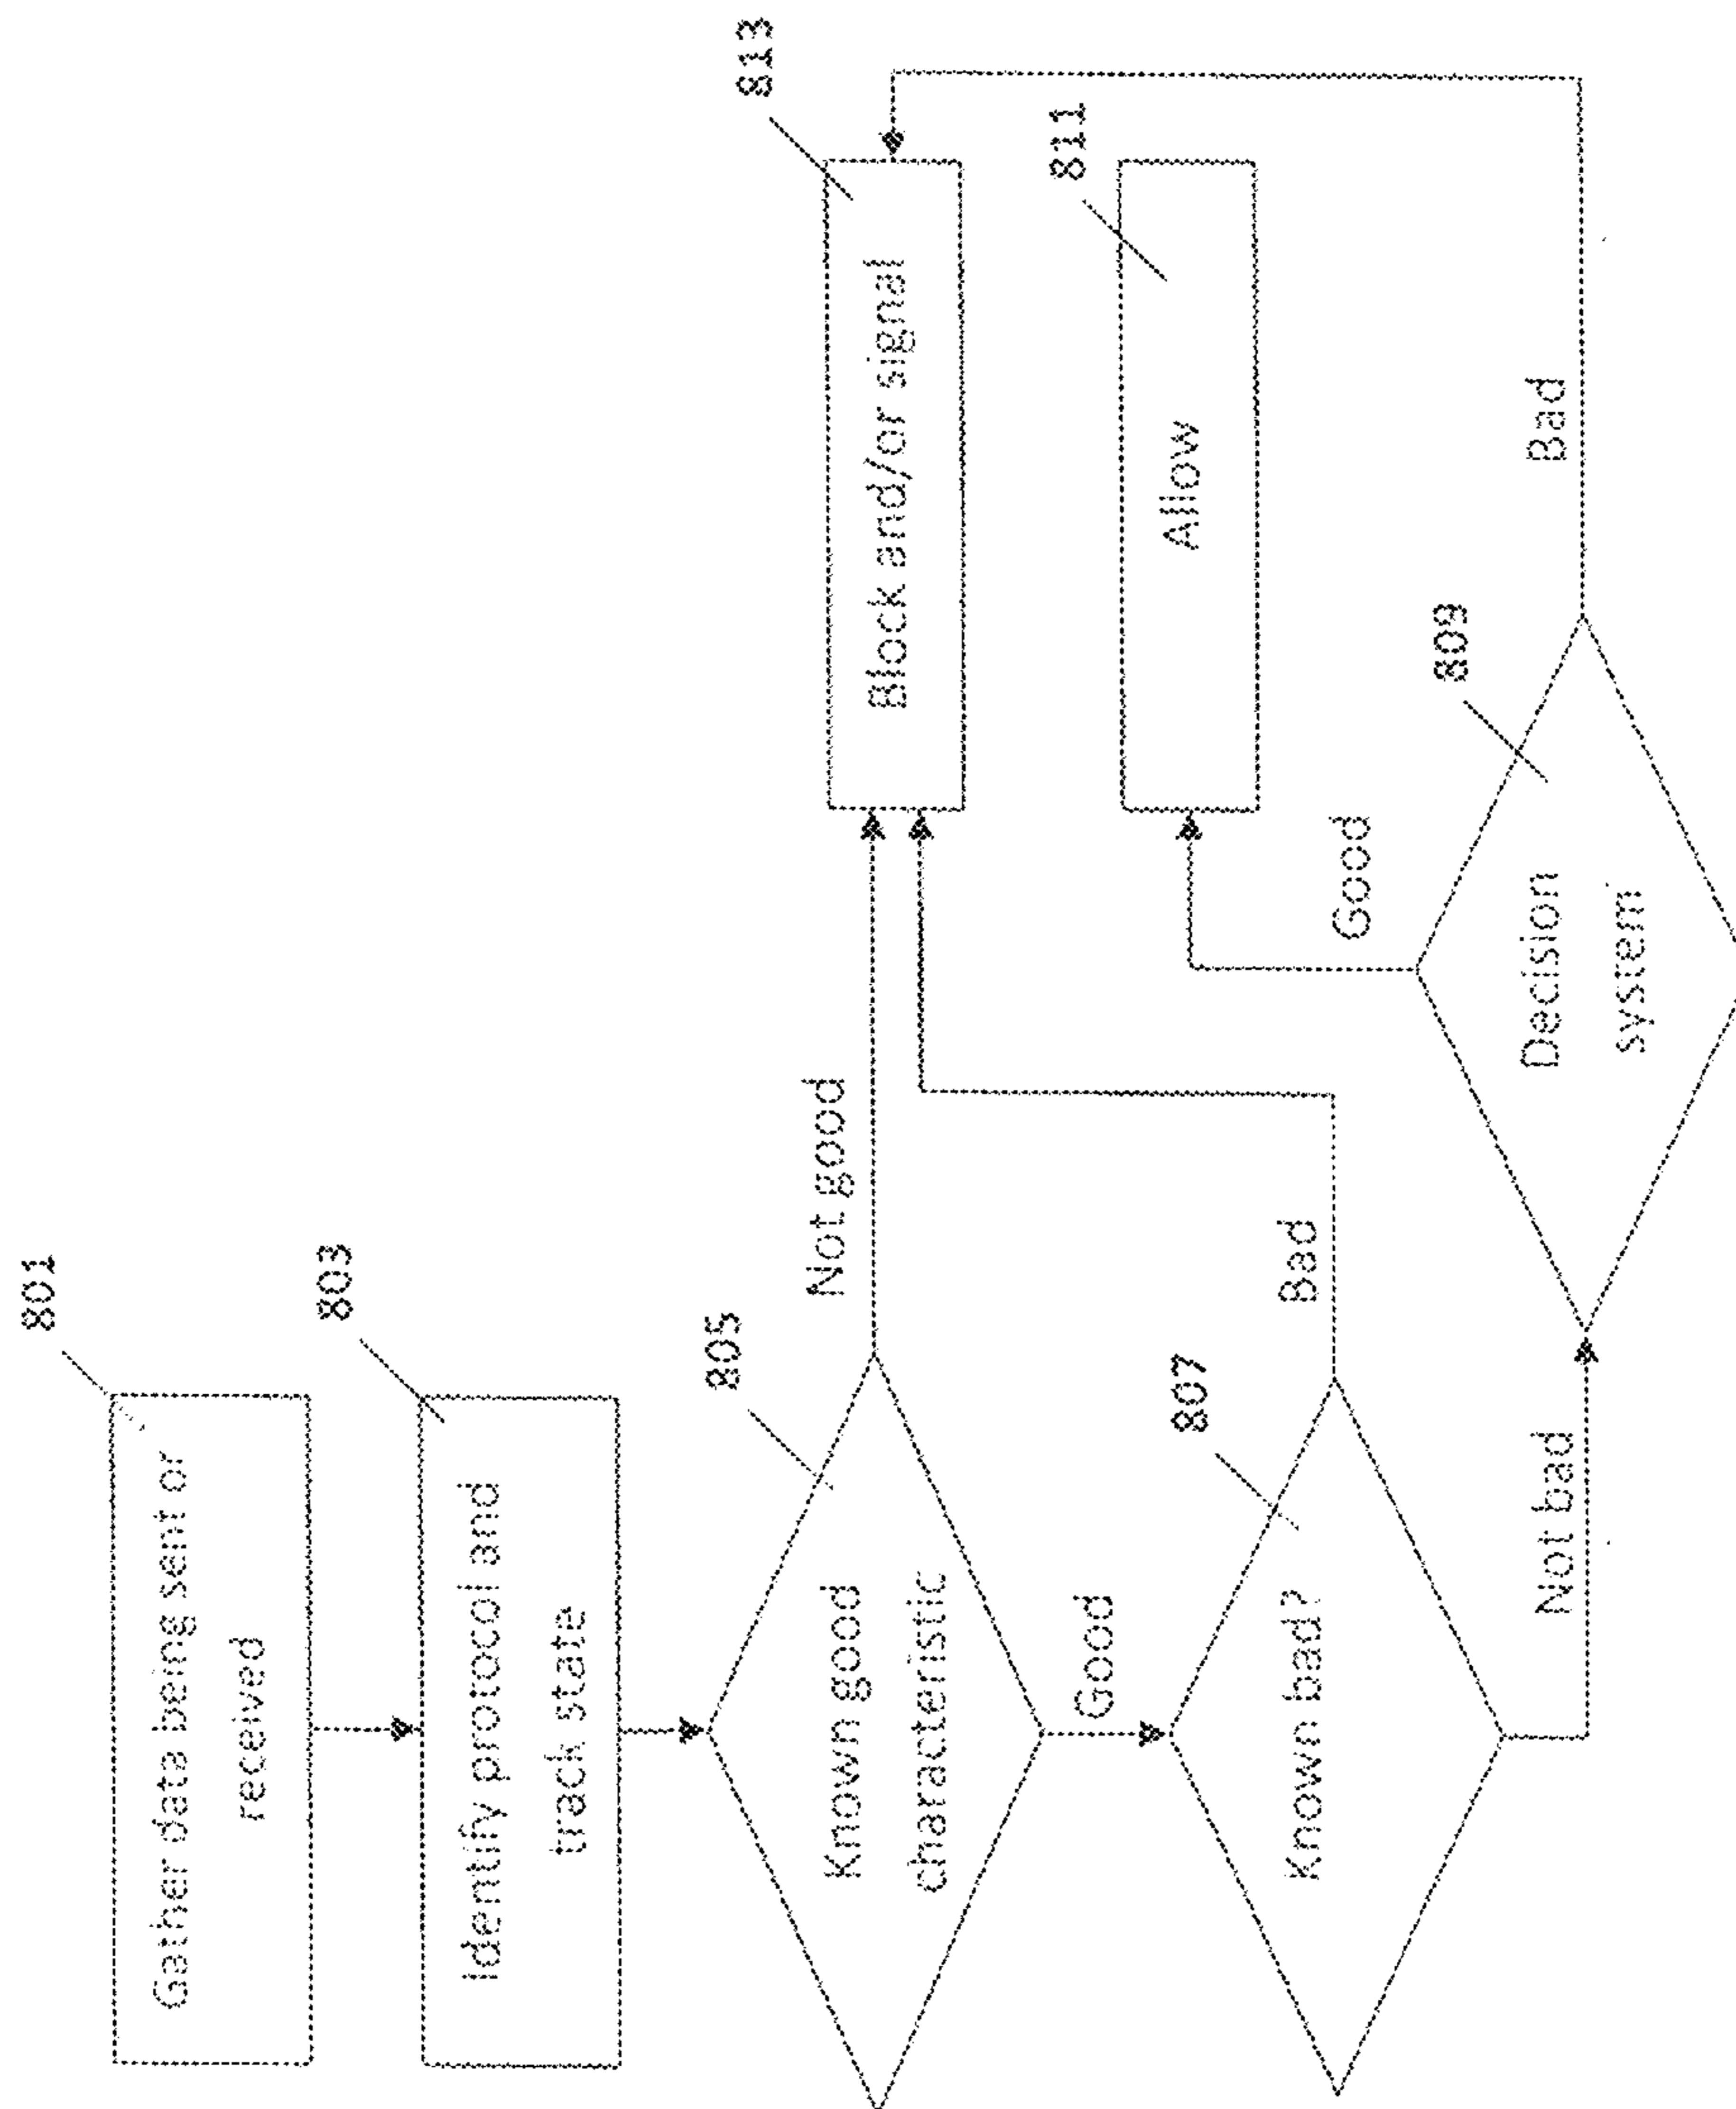 801
Gather data being sent or
received
803
Identify protocol and
track state
805
Known good
characteristic
Not good
813
Block and/or signal
Good
807
Known bad?
Bad
811
Allow
Not bad
809
Decision
system
Good
Bad